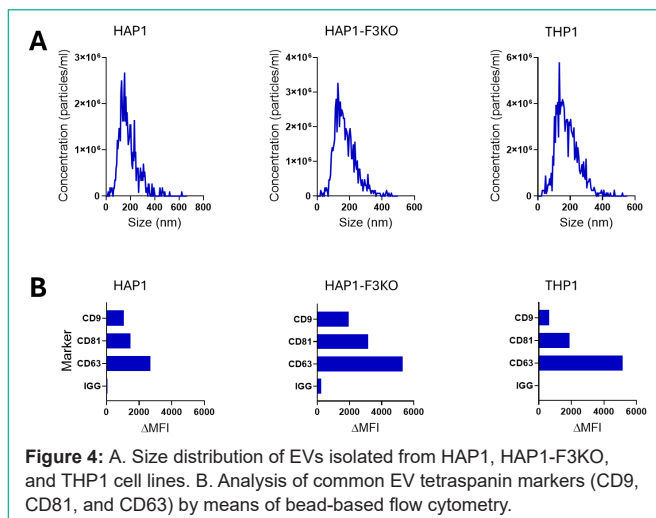 A
HAP1
HAP1-F3KO
THP1
Concentration (particles/ml)
3×10⁶
2×10⁶
1×10⁶
0
0 200 400 600 800
Size (nm)
Concentration (particles/ml)
4×10⁶
3×10⁶
2×10⁶
1×10⁶
0
0 200 400 600
Size (nm)
Concentration (particles/ml)
6×10⁶
4×10⁶
2×10⁶
0
0 200 400 600
Size (nm)
B
HAP1
HAP1-F3KO
THP1
Marker
CD9
CD81
CD63
IGG
0 2000 4000 6000
ΔMFI
CD9
CD81
CD63
IGG
0 2000 4000 6000
ΔMFI
CD9
CD81
CD63
IGG
0 2000 4000 6000
ΔMFI
Figure 4: A. Size distribution of EVs isolated from HAP1, HAP1-F3KO,
and THP1 cell lines. B. Analysis of common EV tetraspanin markers (CD9,
CD81, and CD63) by means of bead-based flow cytometry.